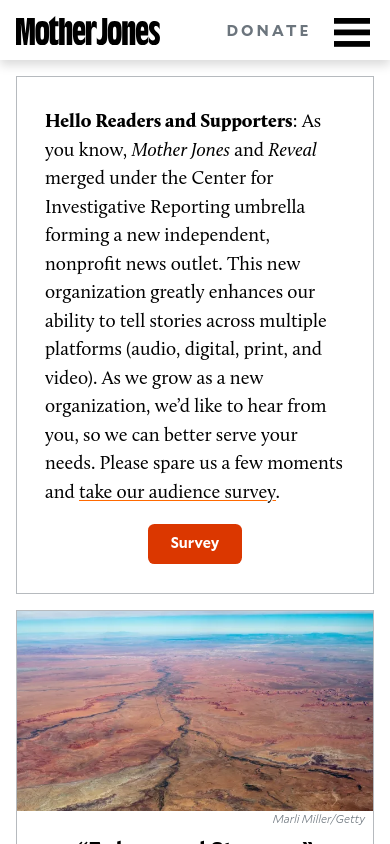 Mother Jones
DONATE
Hello Readers and Supporters: As
you know, Mother Jones and Reveal
merged under the Center for
Investigative Reporting umbrella
forming a new independent,
nonprofit news outlet. This new
organization greatly enhances our
ability to tell stories across multiple
platforms (audio, digital, print, and
video). As we grow as a new
organization, we’d like to hear from
you, so we can better serve your
needs. Please spare us a few moments
and take our audience survey.
Survey
Marli Miller/Getty